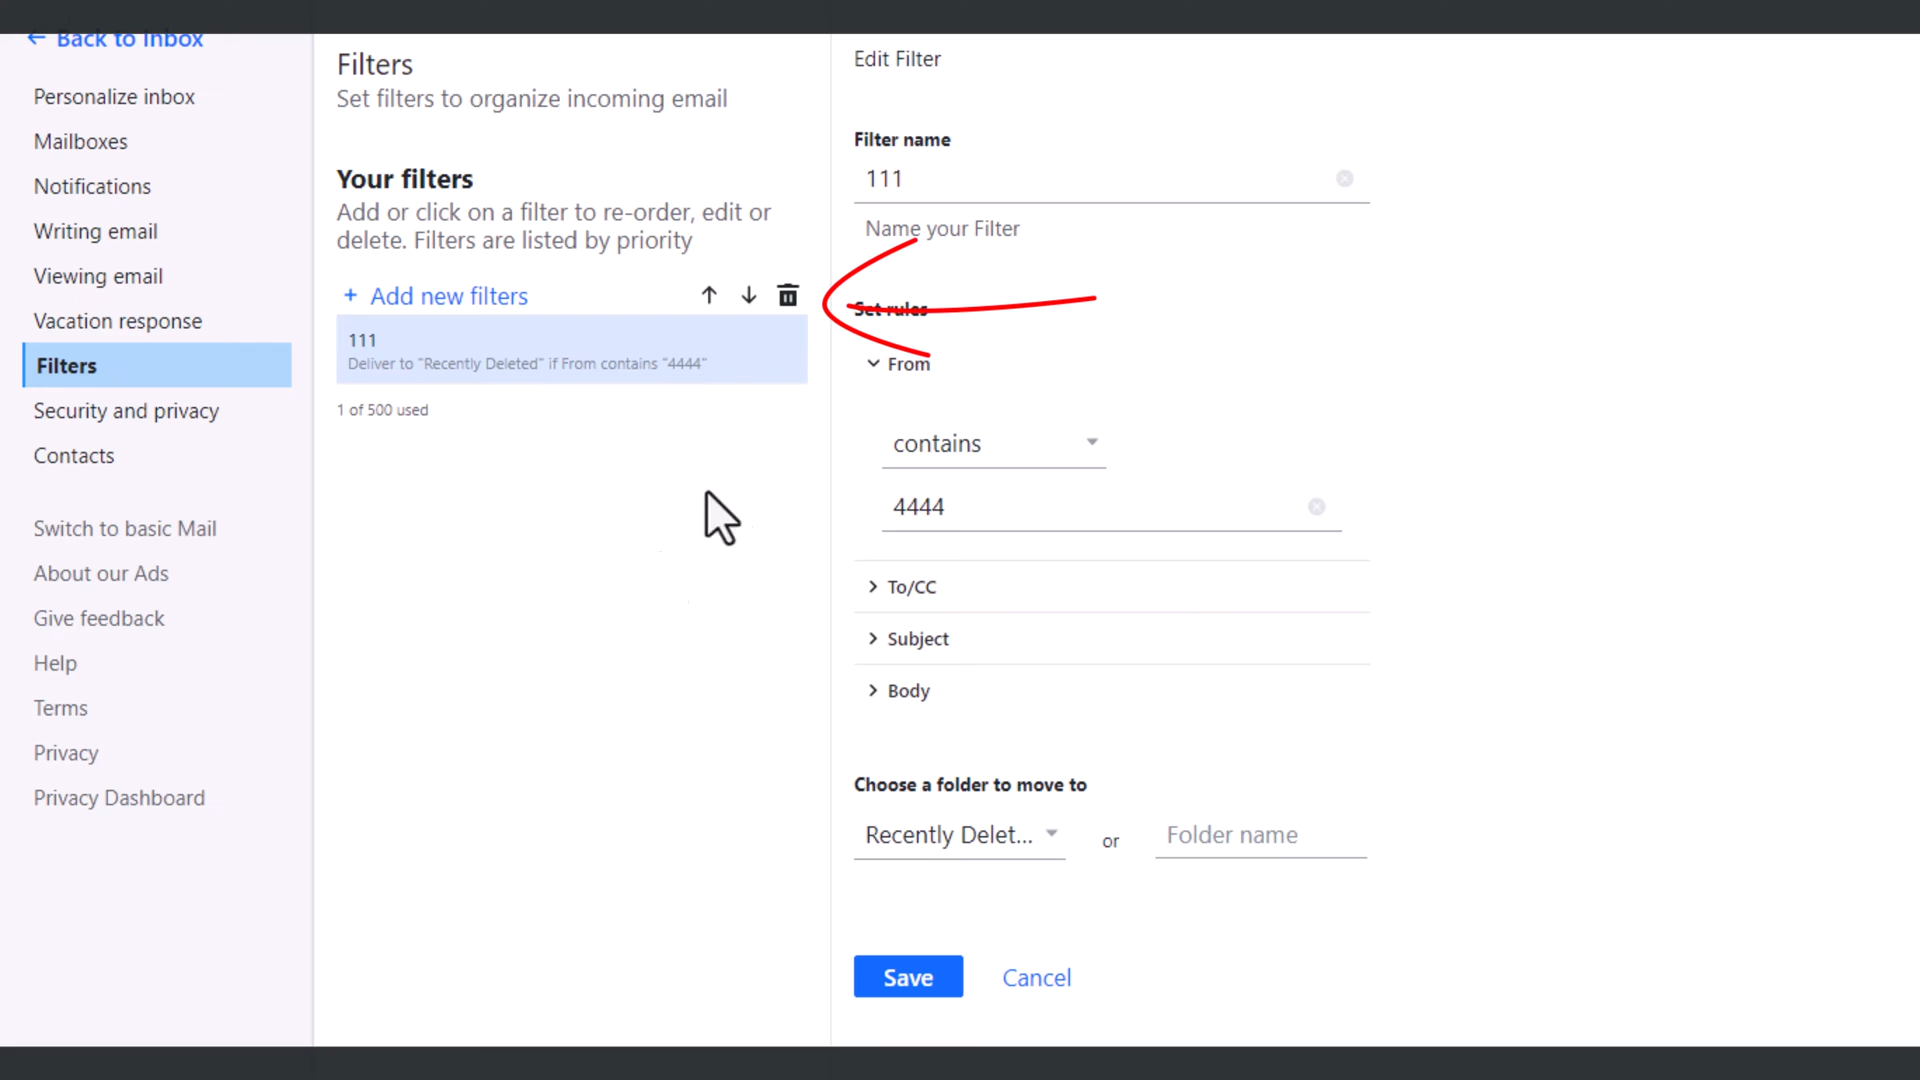 ← Back to Inbox
Personalize inbox
Mailboxes
Notifications
Writing email
Viewing email
Vacation response
Filters
Security and privacy
Contacts
Switch to basic Mail
About our Ads
Give feedback
Help
Terms
Privacy
Privacy Dashboard
Filters
Set filters to organize incoming email
Your filters
Add or click on a filter to re-order, edit or
delete. Filters are listed by priority
+ Add new filters
111
Deliver to "Recently Deleted" if From contains "4444"
1 of 500 used
Edit Filter
Filter name
111
Name your Filter
Set rules
From
contains
4444
To/CC
Subject
Body
Choose a folder to move to
Recently Delet... or Folder name
Save Cancel